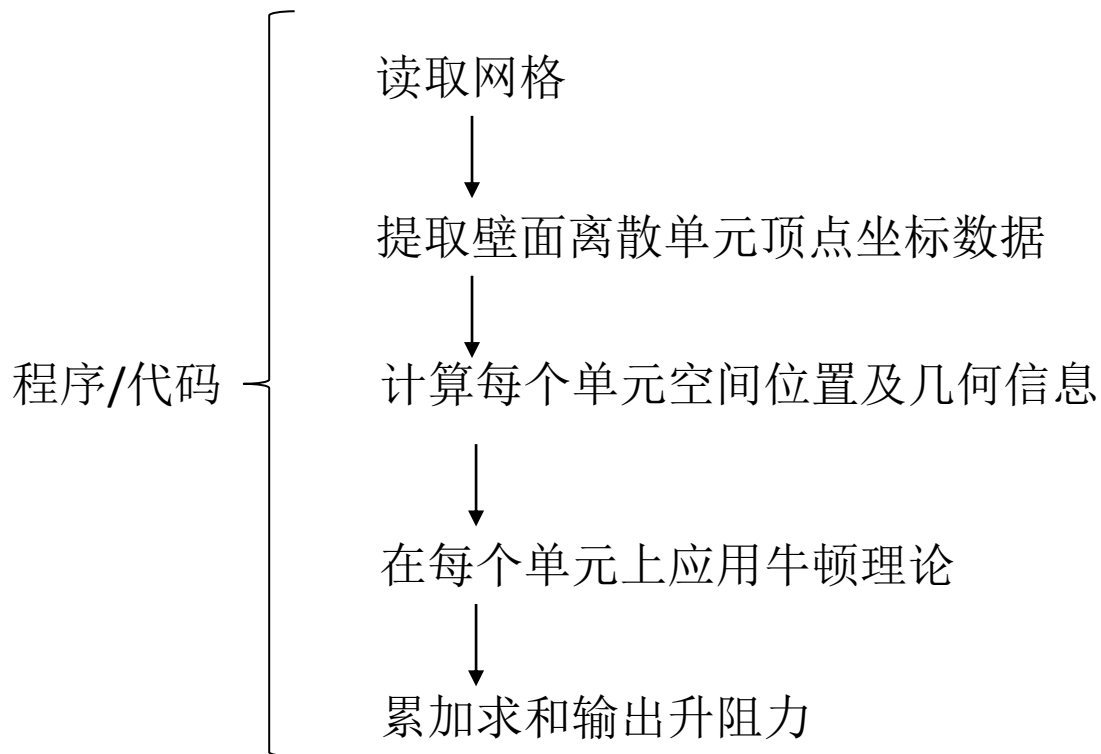 读取网格
提取壁面离散单元顶点坐标数据
程序/代码
计算每个单元空间位置及几何信息
在每个单元上应用牛顿理论
累加求和输出升阻力